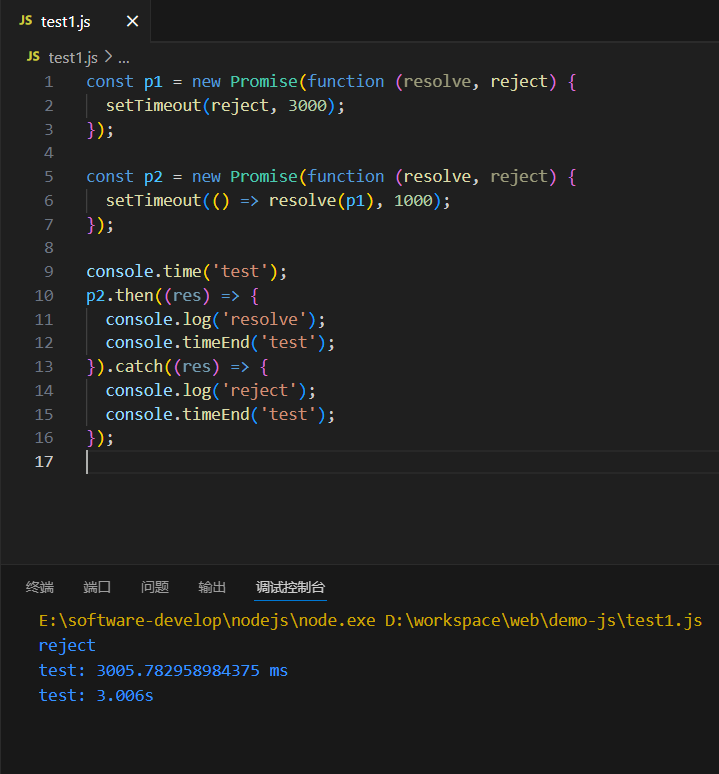 JS test1.js ×
JS test1.js > ...
1 const p1 = new Promise(function (resolve, reject) {
2   setTimeout(reject, 3000);
3 });
4
5 const p2 = new Promise(function (resolve, reject) {
6   setTimeout(() => resolve(p1), 1000);
7 });
8
9 console.time('test');
10 p2.then((res) => {
11   console.log('resolve');
12   console.timeEnd('test');
13 }).catch((res) => {
14   console.log('reject');
15   console.timeEnd('test');
16 });
17
终端 端口 问题 输出 调试控制台
E:\software-develop\nodejs\node.exe D:\workspace\web\demo-js\test1.js
reject
test: 3005.782958984375 ms
test: 3.006s